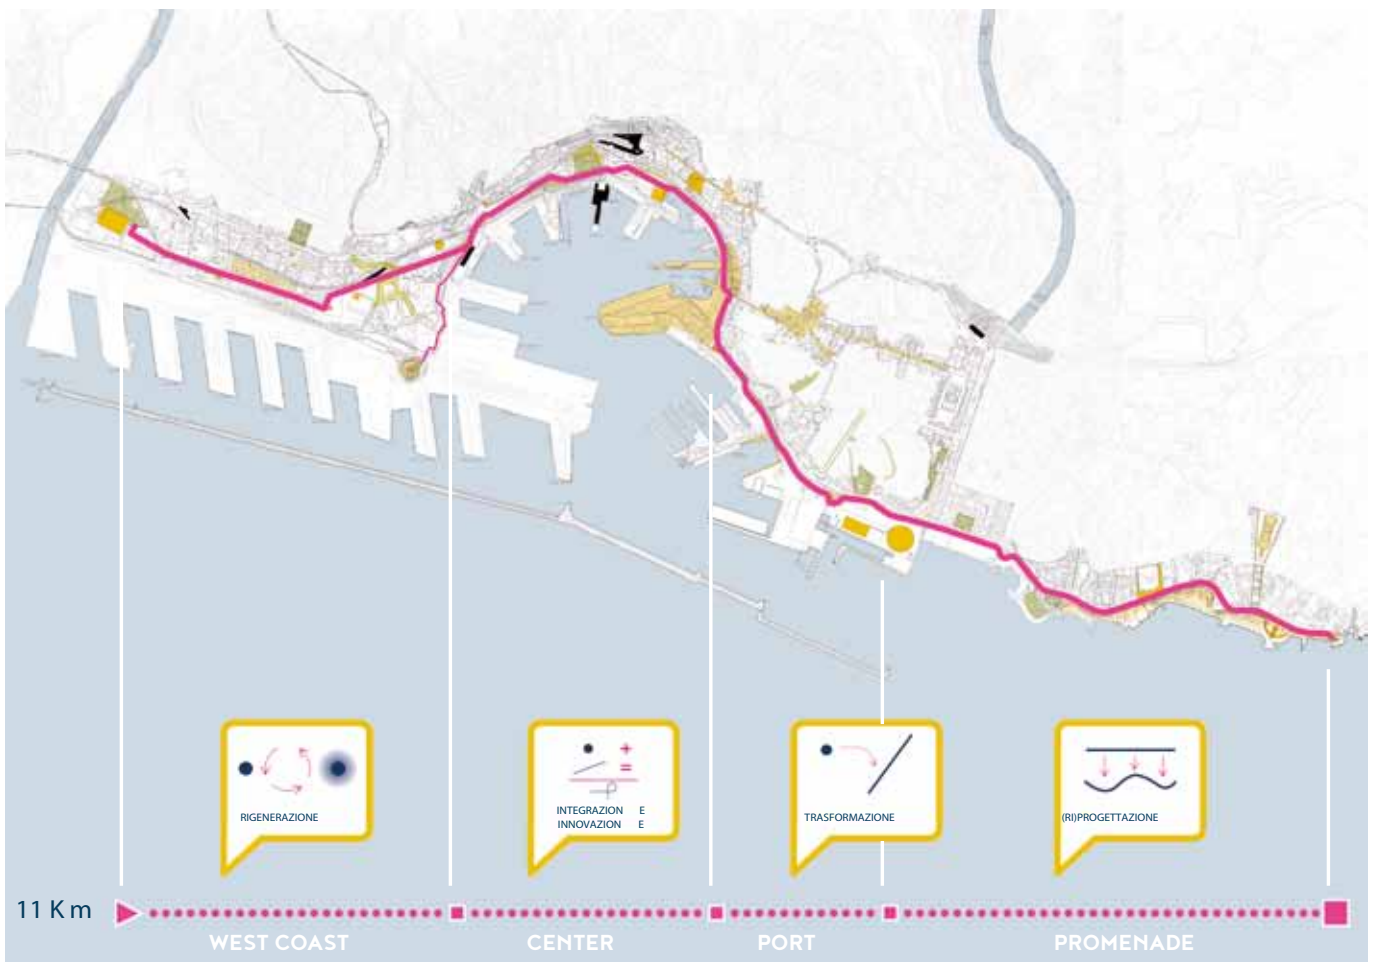 RIGENERAZIONE
INTEGRAZION E
INNOVAZION E
TRASFORMAZIONE
(RI)PROGETTAZIONE
11 Km
WEST COAST
CENTER
PORT
PROMENADE